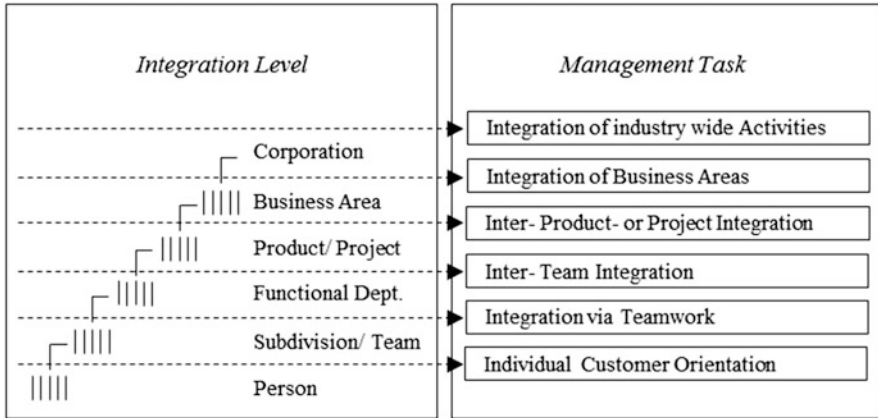 Integration Level
Corporation
Business Area
Product/ Project
Functional Dept.
Subdivision/ Team
Person
Management Task
Integration of industry wide Activities
Integration of Business Areas
Inter- Product- or Project Integration
Inter- Team Integration
Integration via Teamwork
Individual Customer Orientation